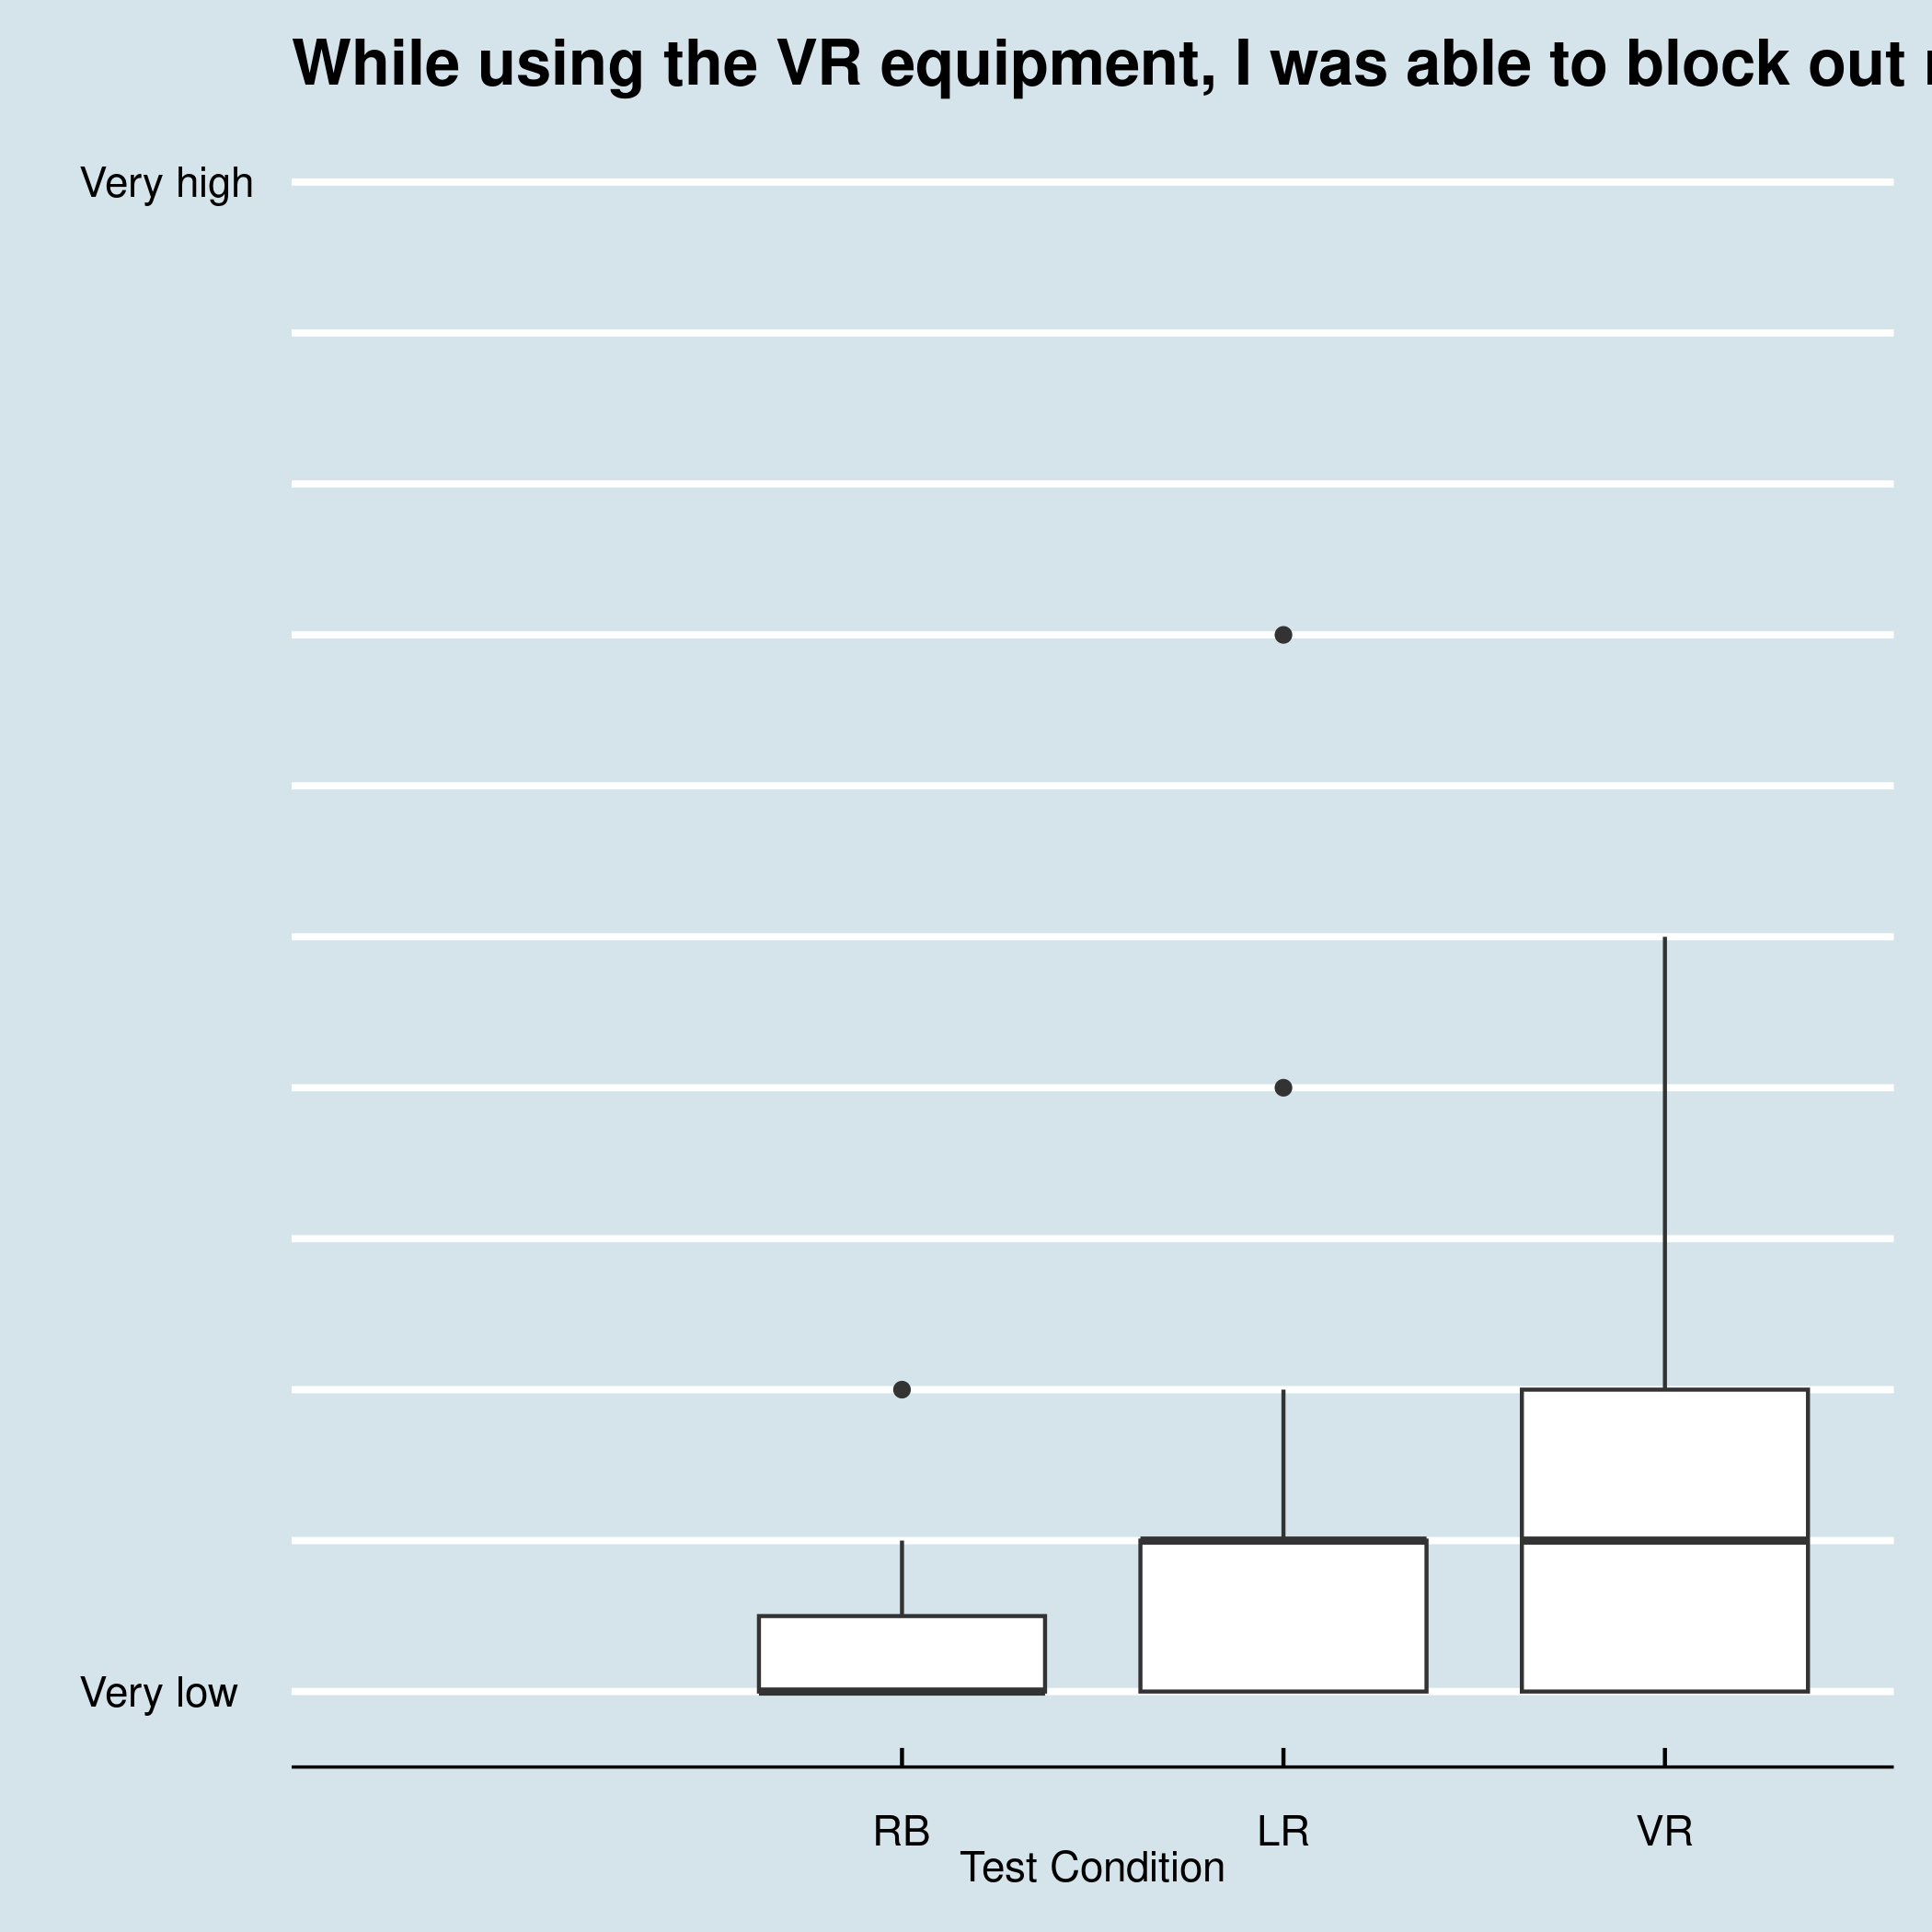 While using the VR equipment, I was able to block out
Very high
Very low
RB LR VR
Test Condition